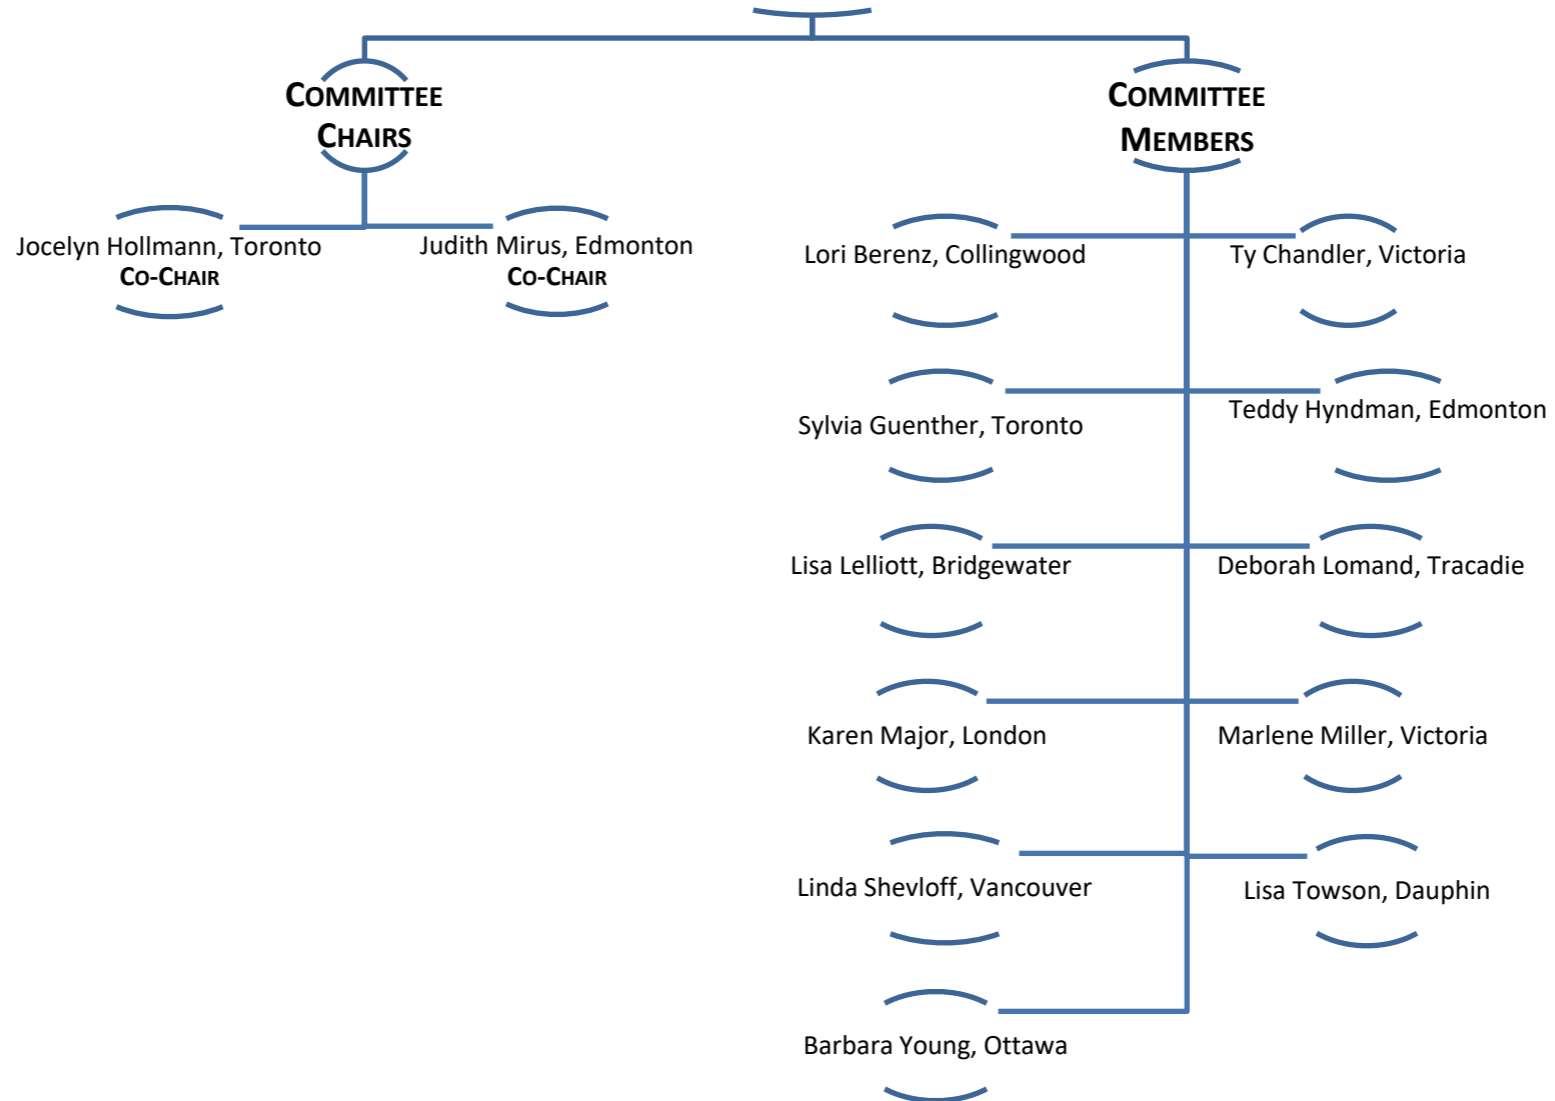 COMMITTEE
CHAIRS
Jocelyn Hollmann, Toronto
CO-CHAIR
Judith Mirus, Edmonton
CO-CHAIR
COMMITTEE
MEMBERS
Lori Berenz, Collingwood
Ty Chandler, Victoria
Sylvia Guenther, Toronto
Teddy Hyndman, Edmonton
Lisa Lelliott, Bridgewater
Deborah Lomand, Tracadie
Karen Major, London
Marlene Miller, Victoria
Linda Shevloff, Vancouver
Lisa Towson, Dauphin
Barbara Young, Ottawa